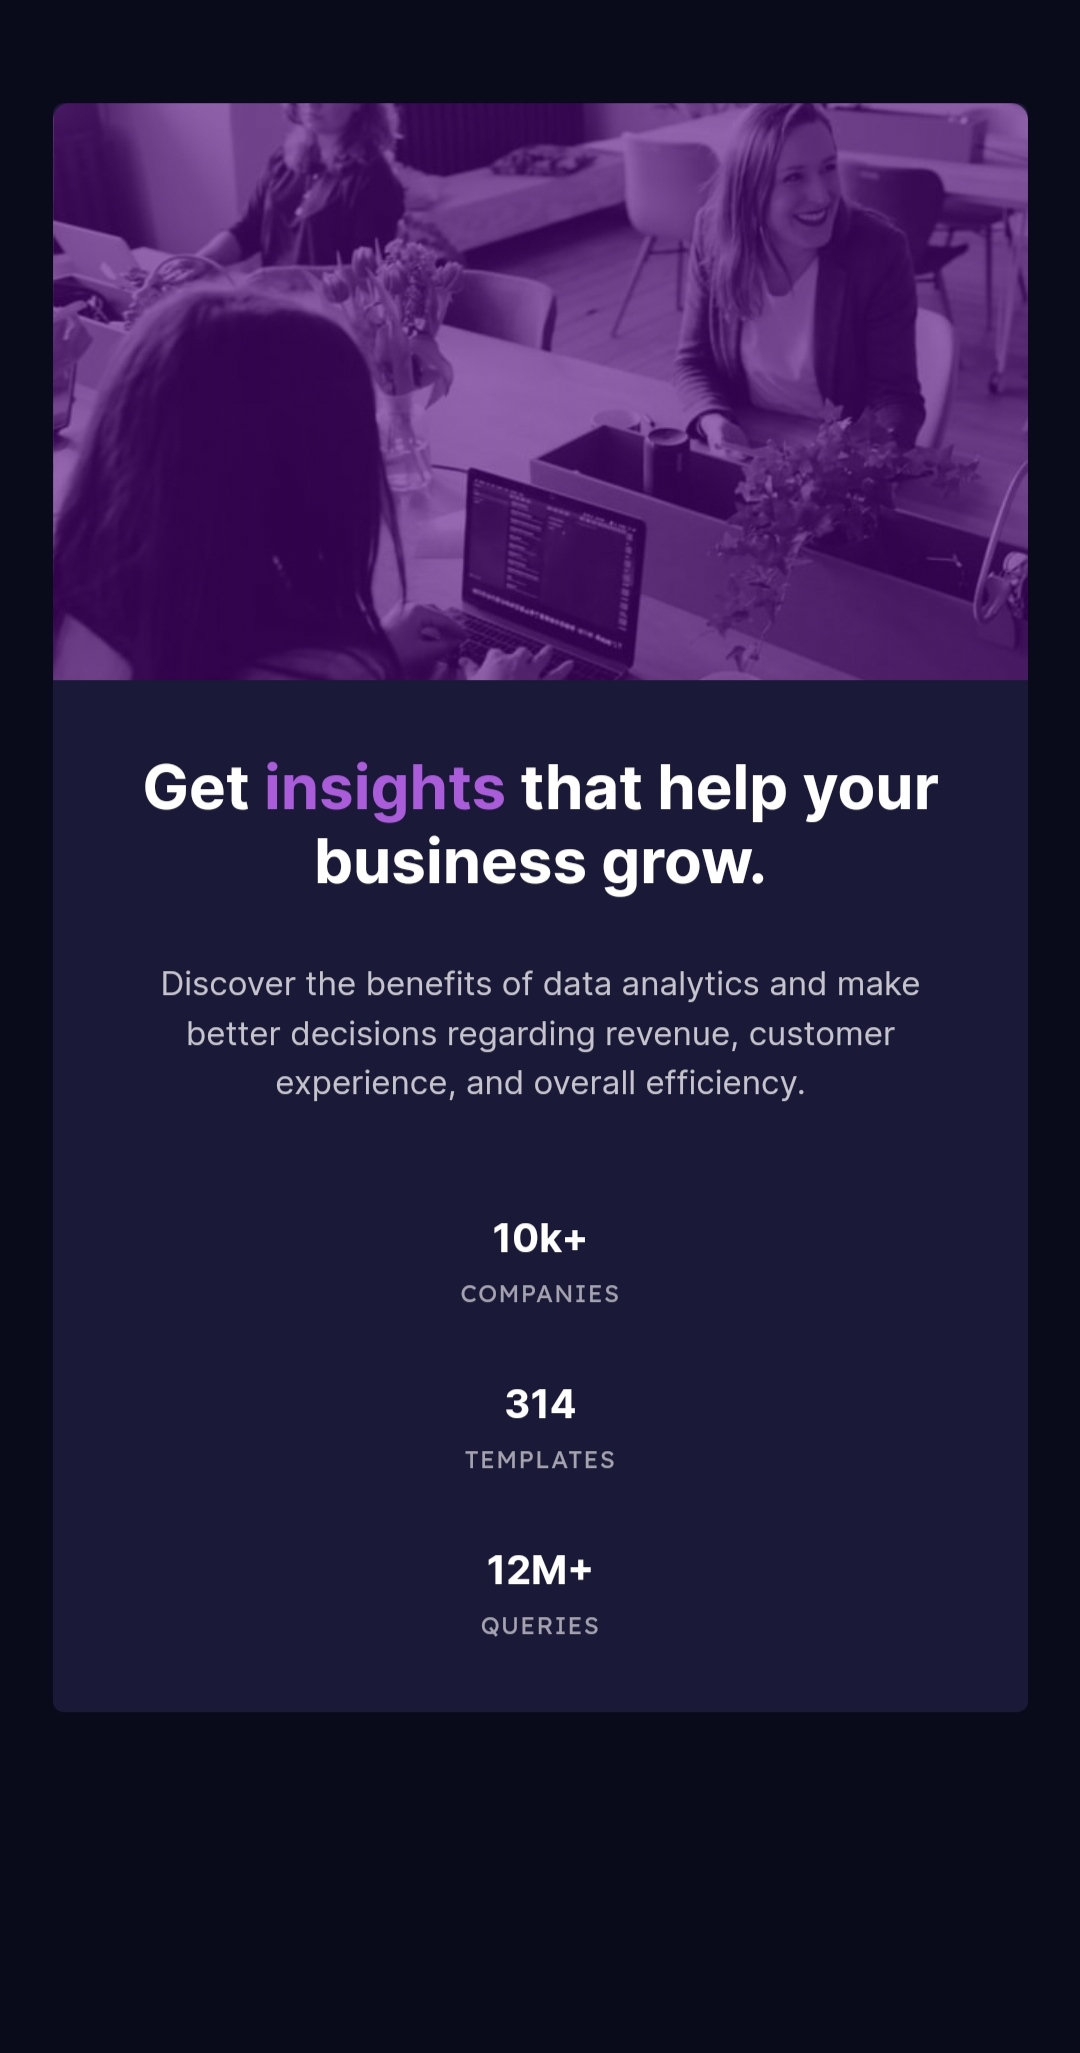 Get insights that help your
business grow.
Discover the benefits of data analytics and make
better decisions regarding revenue, customer
experience, and overall efficiency.
10k+
COMPANIES
314
TEMPLATES
12M+
QUERIES